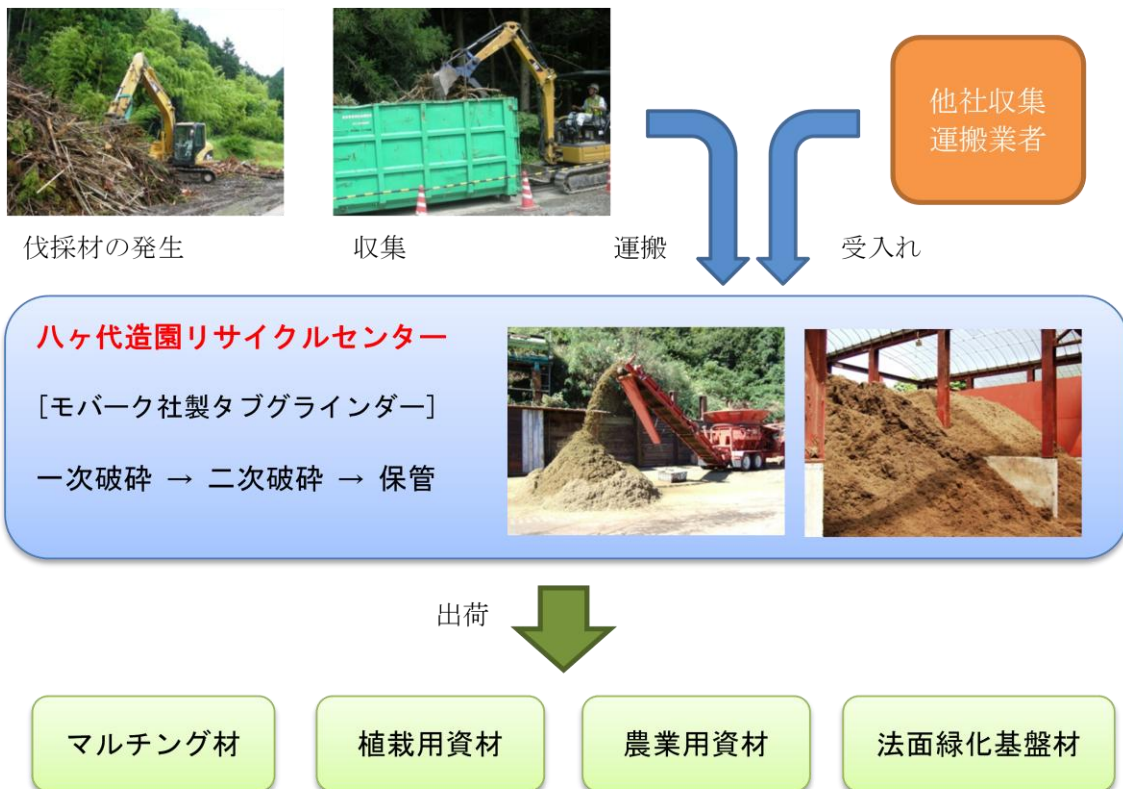 他社収集
運搬業者
伐採材の発生
収集
運搬
受入れ
八ヶ代造園リサイクルセンター
[モバーク社製タブグラインダー]
一次破砕 → 二次破砕 → 保管
出荷
マルチング材
植栽用資材
農業用資材
法面緑化基盤材